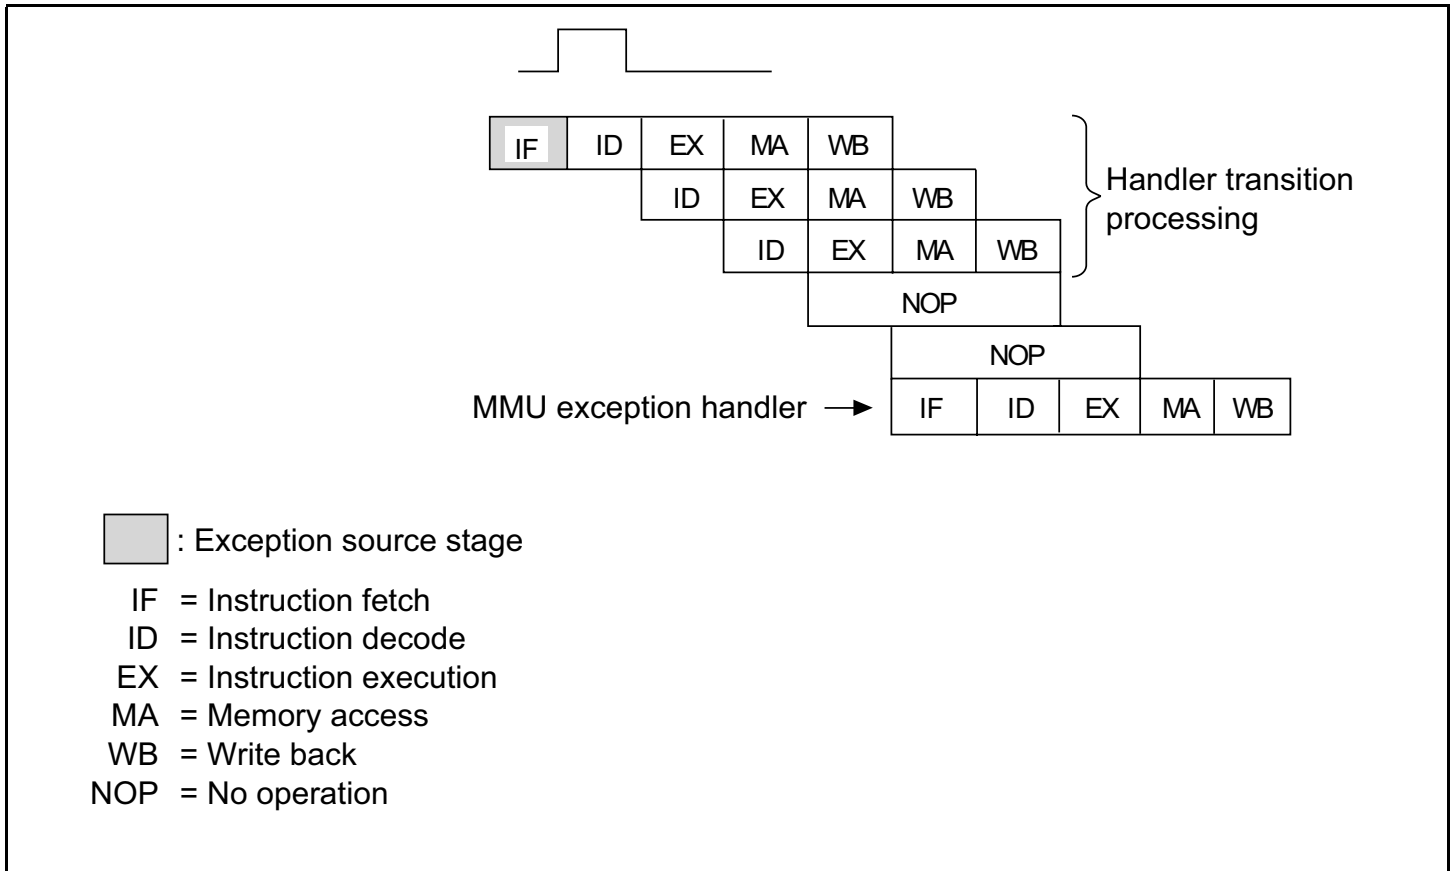 IF ID EX MA WB
ID EX MA WB
Handler transition
processing
ID EX MA WB
NOP
NOP
MMU exception handler IF ID EX MA WB
: Exception source stage
IF = Instruction fetch
ID = Instruction decode
EX = Instruction execution
MA = Memory access
WB = Write back
NOP = No operation